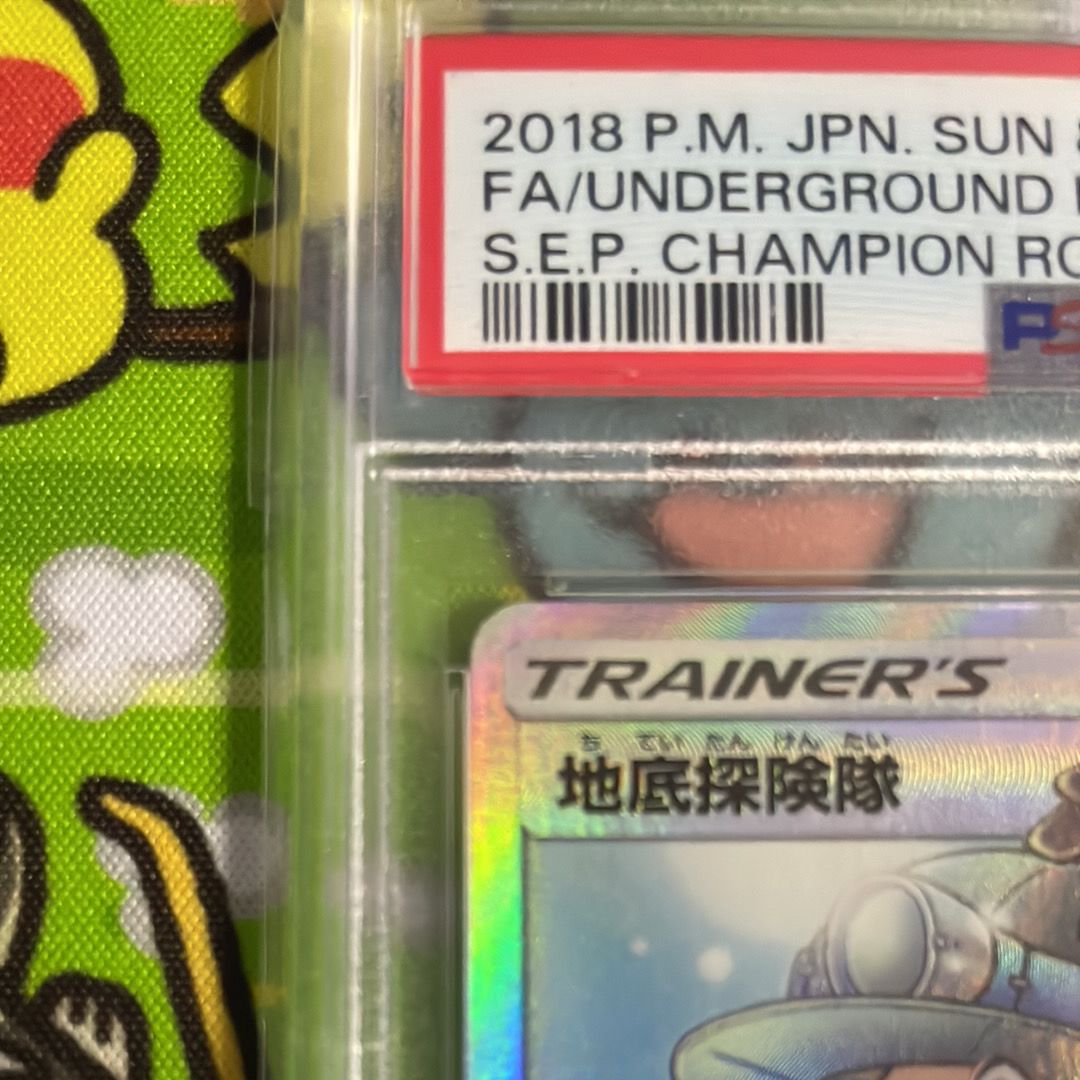 2018 P.M. JPN. SUN
FA/UNDERGROUND
S.E.P. CHAMPION RO
PS
TRAINER'S
ち てい たん けん たい
地底探険隊